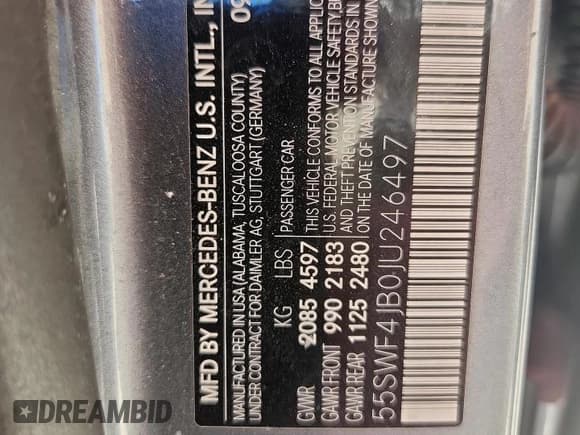 MFD BY MERCEDES-BENZ U.S. INTL., IN
MANUFACTURED IN USA (ALABAMA, TUSCALOOSA COUNTY)
UNDER CONTRACT FOR DAIMLER AG, STUTTGART (GERMANY)
09
KG LBS PASSENGER CAR
GVWR 2085 4597
GAWR FRONT 990 2183
GAWR REAR 1125 2480
THIS VEHICLE CONFORMS TO ALL APPLIC
U.S. FEDERAL MOTOR VEHICLE SAFETY, B
AND THEFT PREVENTION STANDARDS IN
ON THE DATE OF MANUFACTURE SHOWN
55SWF4JB0JU246497
DREAMBID